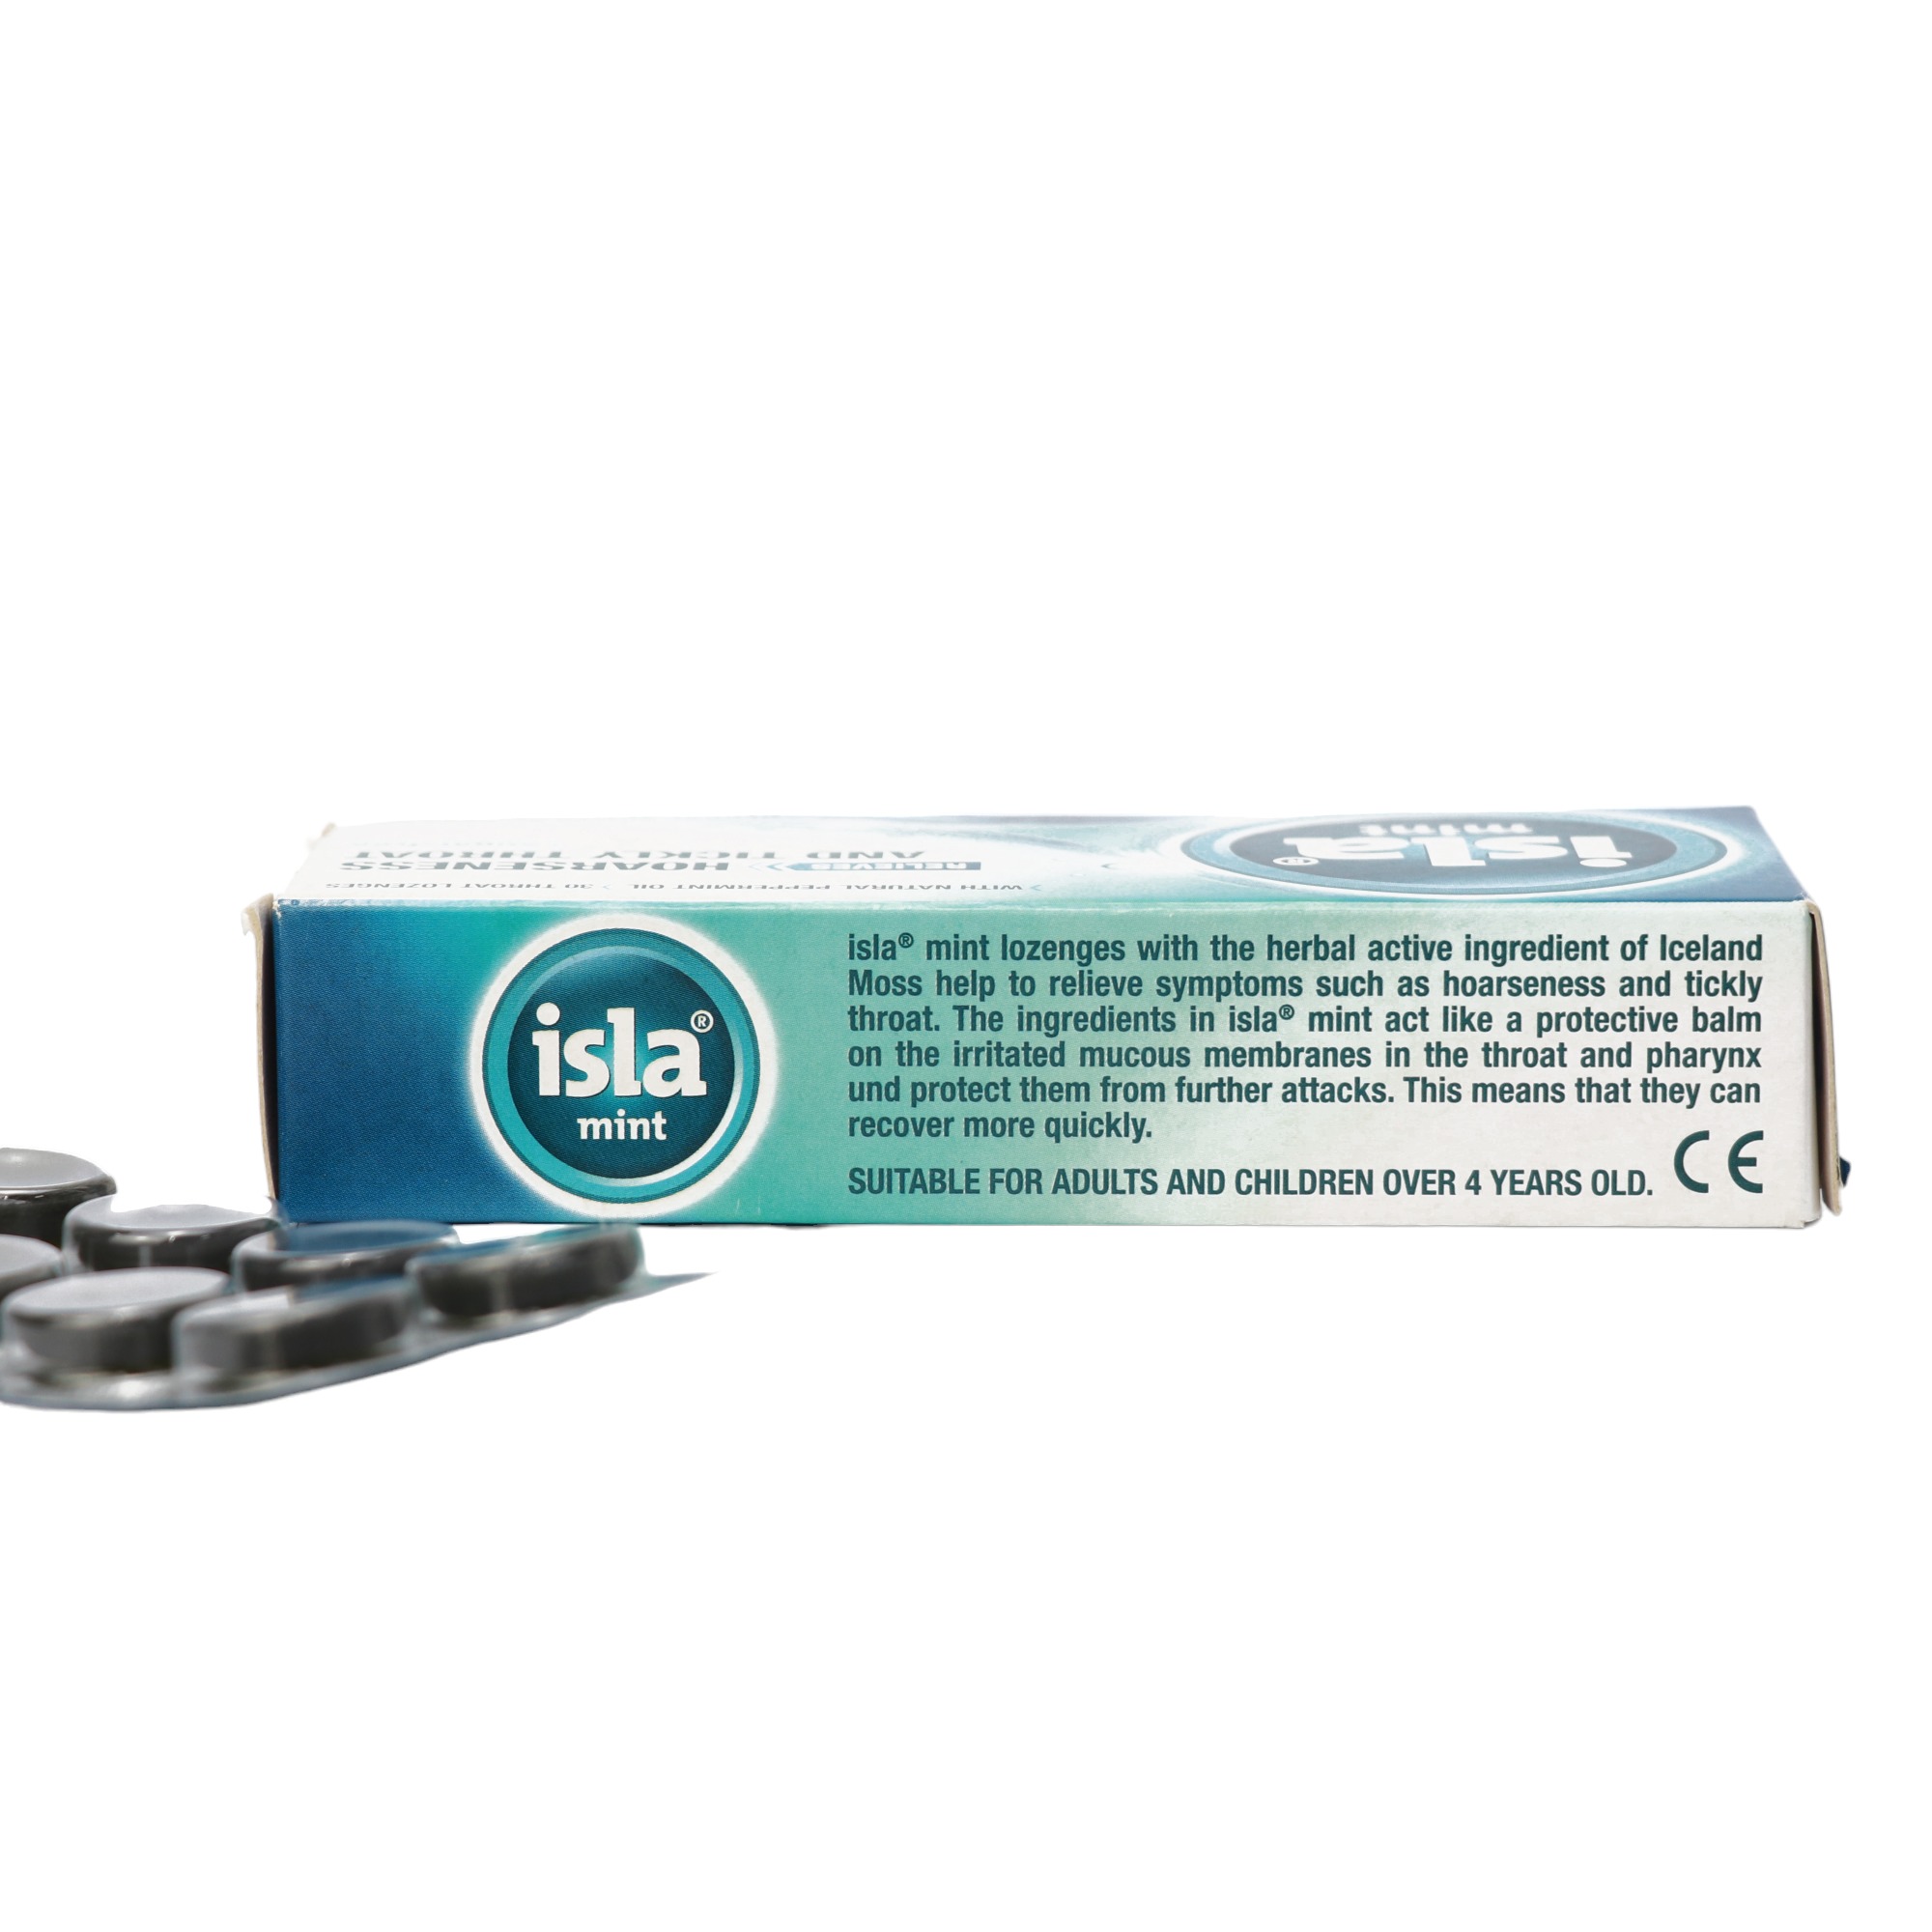 isla®
mint
RELIEVES HOARSENESS
AND TICKLY THROAT
WITH NATURAL PEPPERMINT OIL > 30 THROAT LOZENGES
isla®
mint
isla® mint lozenges with the herbal active ingredient of Iceland
Moss help to relieve symptoms such as hoarseness and tickly
throat. The ingredients in isla® mint act like a protective balm
on the irritated mucous membranes in the throat and pharynx
und protect them from further attacks. This means that they can
recover more quickly.
SUITABLE FOR ADULTS AND CHILDREN OVER 4 YEARS OLD. CE